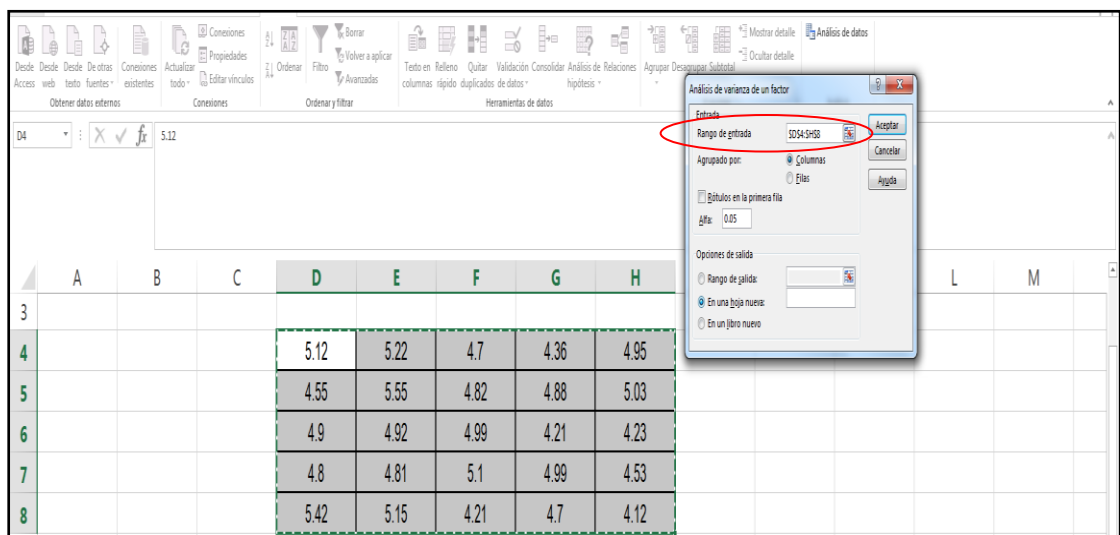 Conexiones Borrar Mostrar detalle Análisis de datos
Propiedades Volver a aplicar Ocultar detalle
Desde Access Desde web Desde texto De otras fuentes Conexiones existentes Actualizar todo Editar vínculos Ordenar Filtro Avanzadas Texto en columnas Relleno rápido Quitar duplicados Validación de datos Consolidar Análisis de hipótesis Relaciones Agrupar Desagrupar Subtotal
Obtener datos externos Conexiones Ordenar y filtrar Herramientas de datos
D4 fx 5.12
Análisis de varianza de un factor
Entrada
Rango de entrada $D$4:$H$8 Aceptar
Agrupado por: Columnas Cancelar
Filas Ayuda
Rótulos en la primera fila
Alfa: 0.05
Opciones de salida
Rango de salida:
En una hoja nueva:
En un libro nuevo
A B C D E F G H L M
3
4 5.12 5.22 4.7 4.36 4.95
5 4.55 5.55 4.82 4.88 5.03
6 4.9 4.92 4.99 4.21 4.23
7 4.8 4.81 5.1 4.99 4.53
8 5.42 5.15 4.21 4.7 4.12